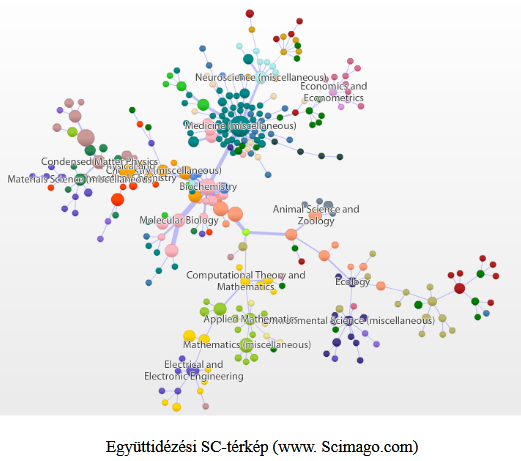 Neuroscience (miscellaneous)
Economics and
Econometrics
Medicine (miscellaneous)
Condensed Matter Physics
(miscellaneous)
Materials Science (miscellaneous)
Biochemistry
Animal Science and
Zoology
Molecular Biology
Computational Theory and
Mathematics
Ecology
Applied Mathematics
Environmental Science (miscellaneous)
Mathematics (miscellaneous)
Electrical and
Electronic Engineering
Együttidézési SC-térkép (www. Scimago.com)